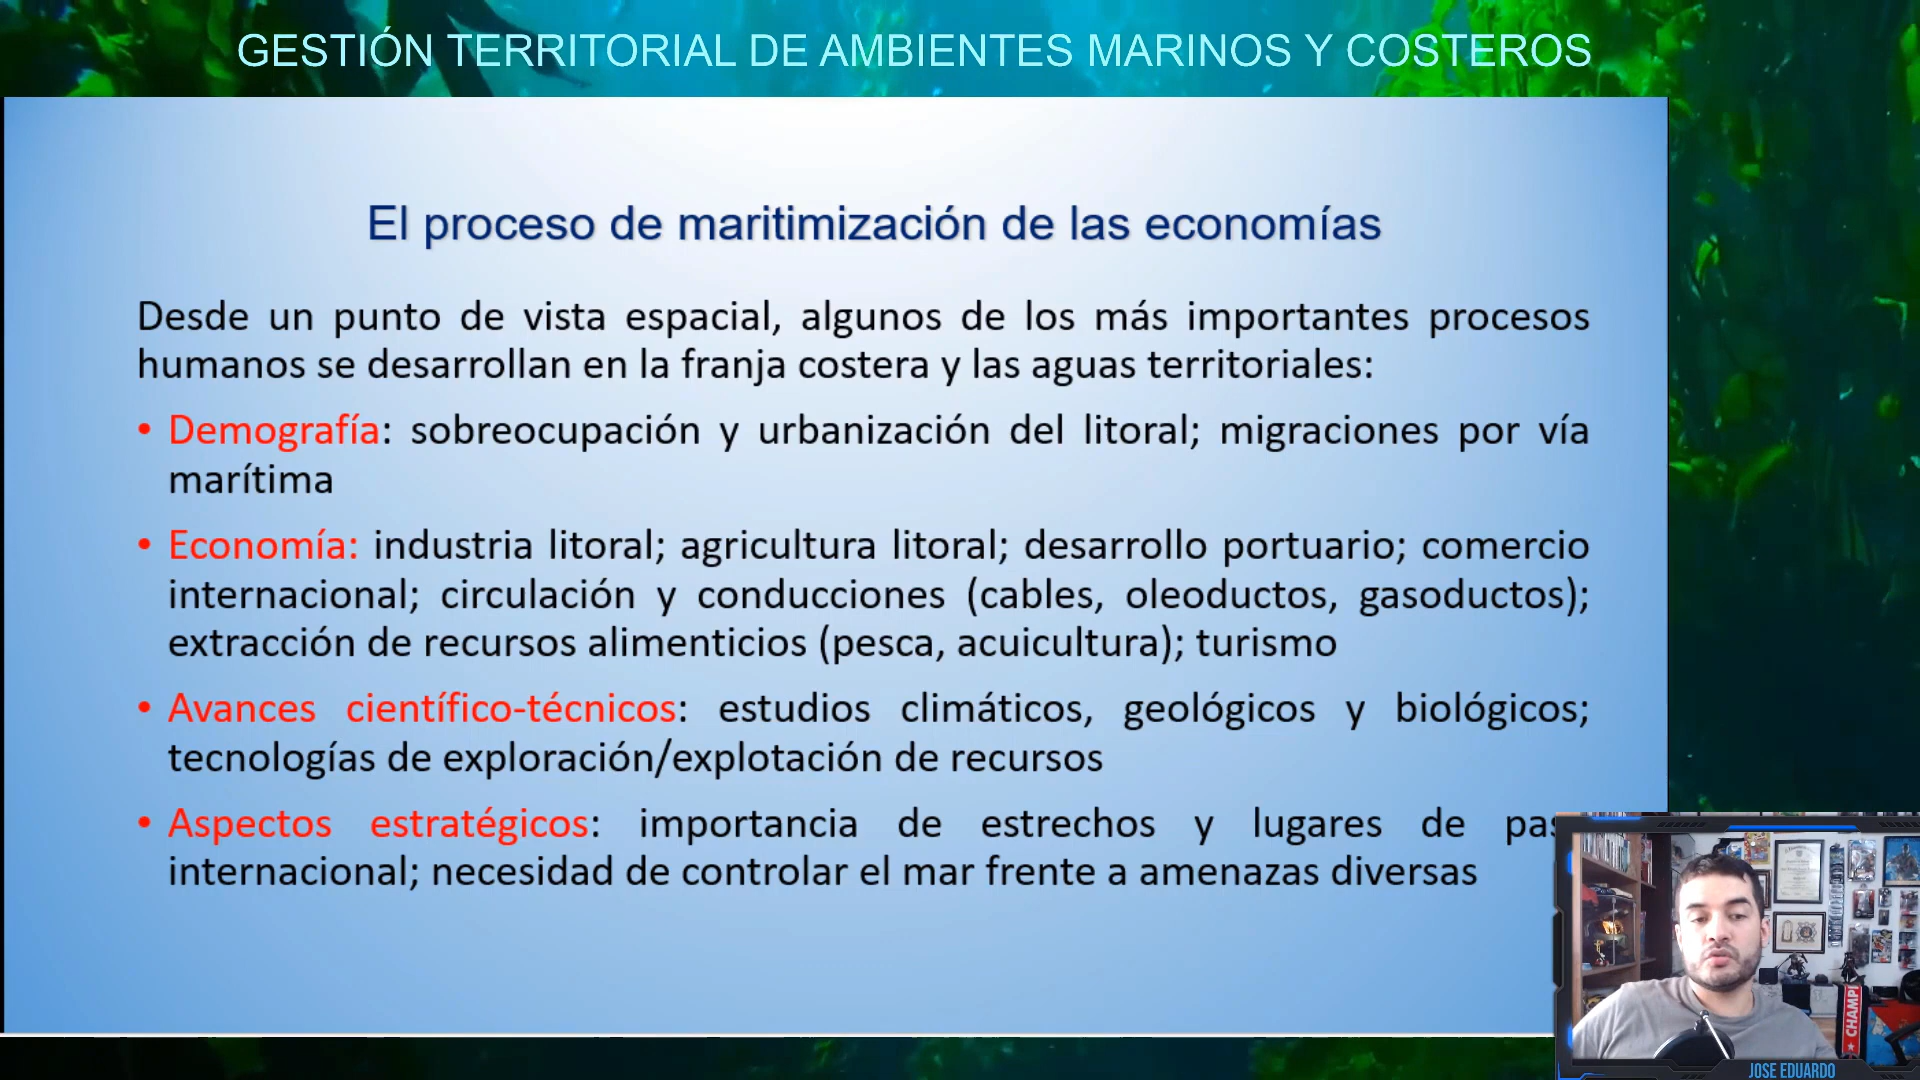 GESTIÓN TERRITORIAL DE AMBIENTES MARINOS Y COSTEROS
El proceso de maritimización de las economías
Desde un punto de vista espacial, algunos de los más importantes procesos
humanos se desarrollan en la franja costera y las aguas territoriales:
• Demografía: sobreocupación y urbanización del litoral; migraciones por vía
marítima
• Economía: industria litoral; agricultura litoral; desarrollo portuario; comercio
internacional; circulación y conducciones (cables, oleoductos, gasoductos);
extracción de recursos alimenticios (pesca, acuicultura); turismo
• Avances científico-técnicos: estudios climáticos, geológicos y biológicos;
tecnologías de exploración/explotación de recursos
• Aspectos estratégicos: importancia de estrechos y lugares de
internacional; necesidad de controlar el mar frente a amenazas diversas
CHAMPI
JOSE EDUARDO